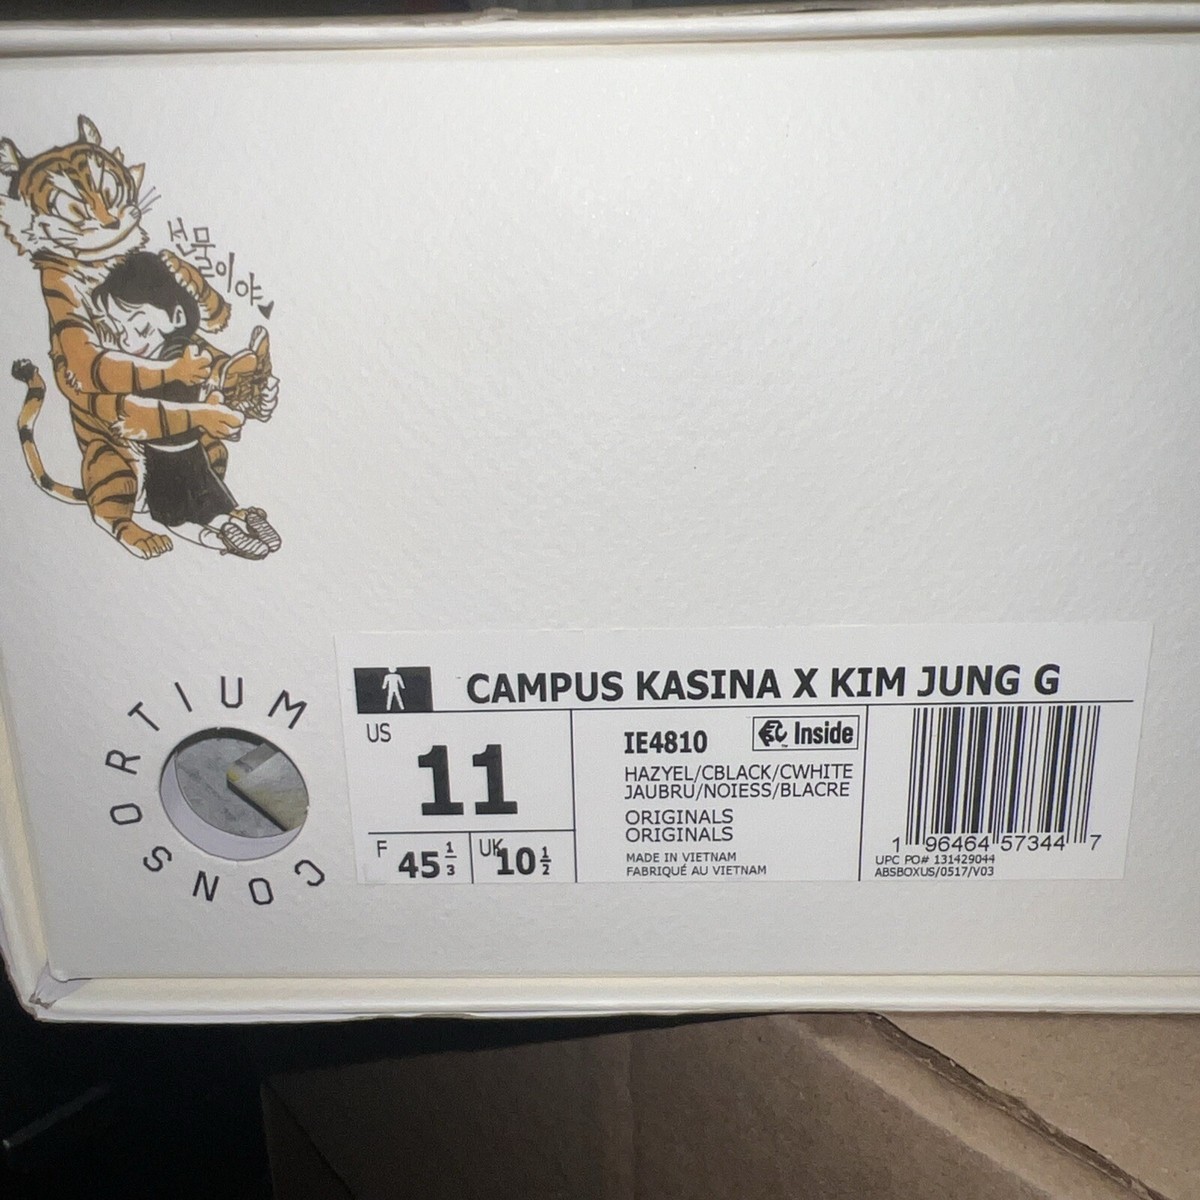 선물이야
CONSORTIUM
CAMPUS KASINA X KIM JUNG G
US
11
F 45 1/3
UK 10 1/2
IE4810
Inside
HAZYEL/CBLACK/CWHITE
JAUBRU/NOIESS/BLACRE
ORIGINALS
ORIGINALS
MADE IN VIETNAM
FABRIQUÉ AU VIETNAM
1 96464 57344 7
UPC PO# 131429044
ABSBOXUS/0517/V03